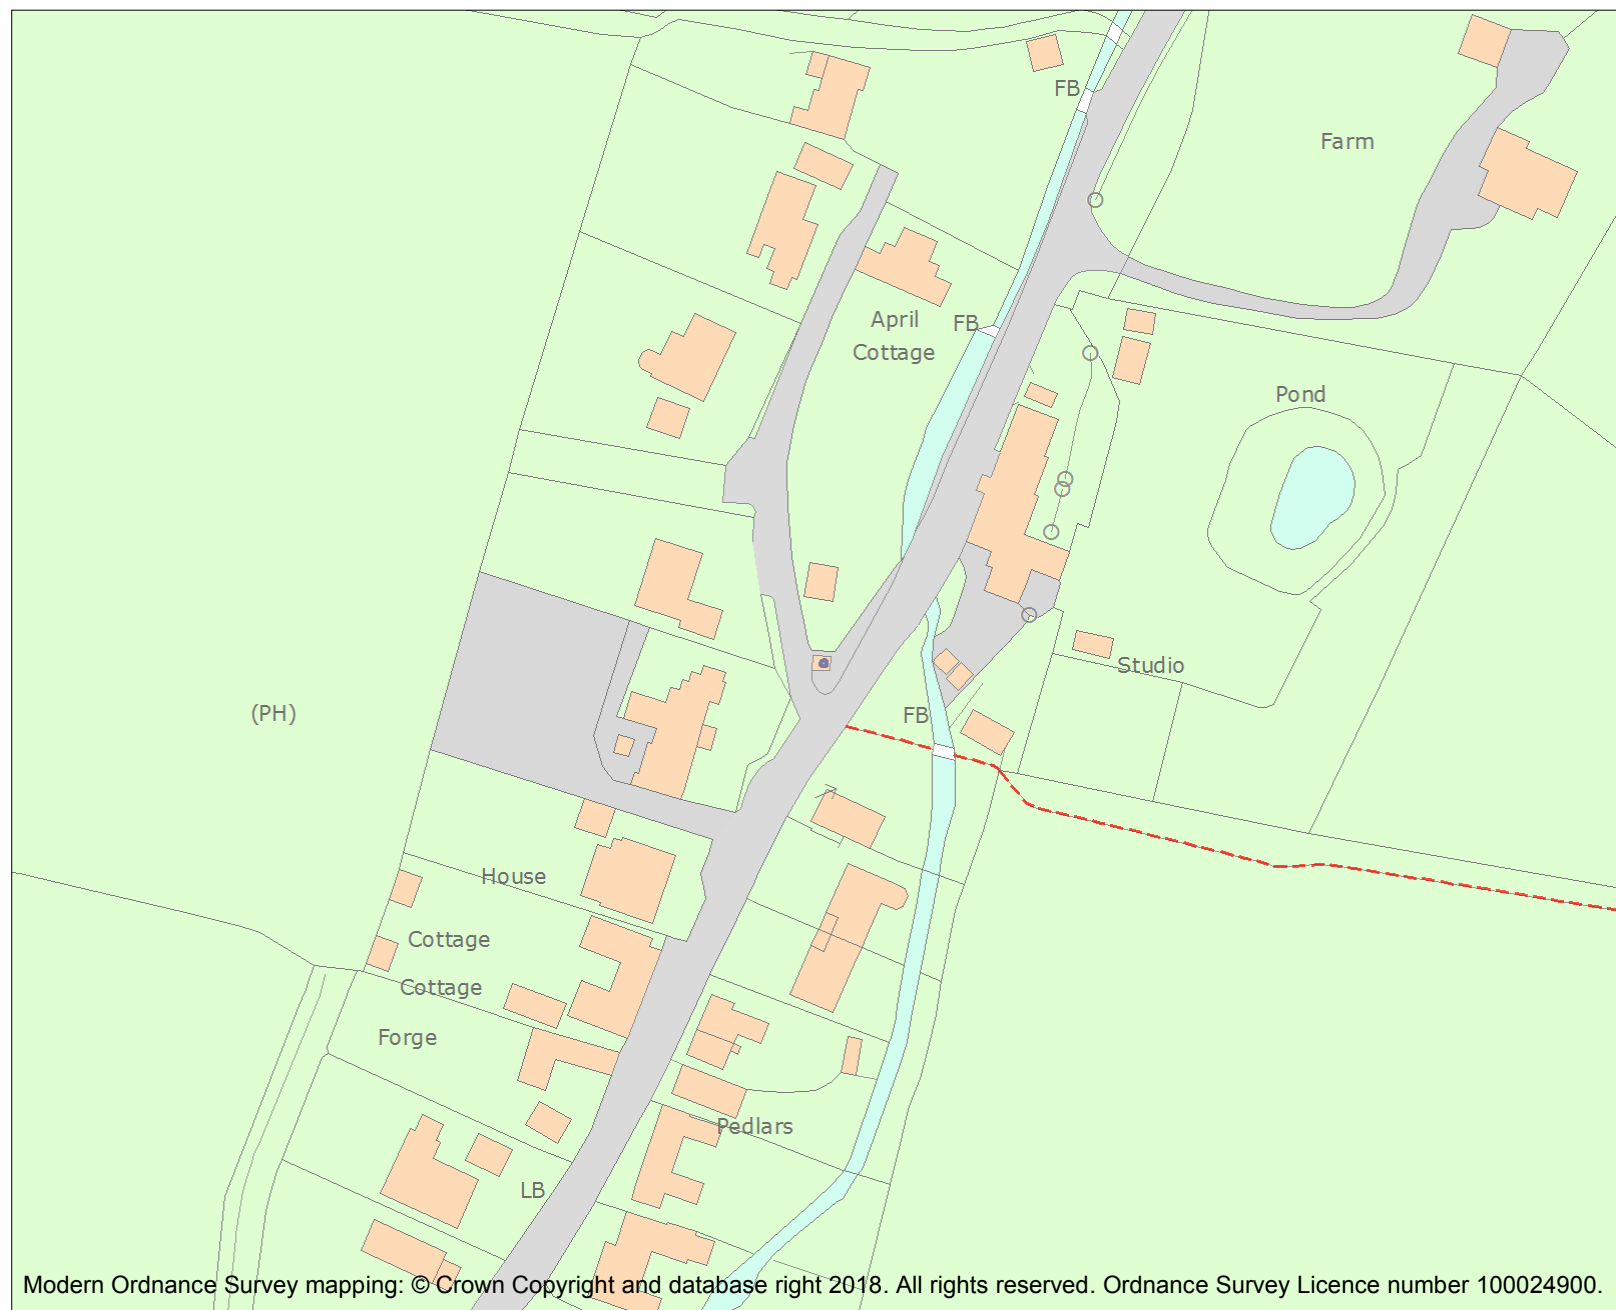 FB
Farm
April
Cottage
FB
Pond
Studio
(PH)
FB
House
Cottage
Cottage
Forge
Pedlars
LB
Modern Ordnance Survey mapping: © Crown Copyright and database right 2018. All rights reserved. Ordnance Survey Licence number 100024900.